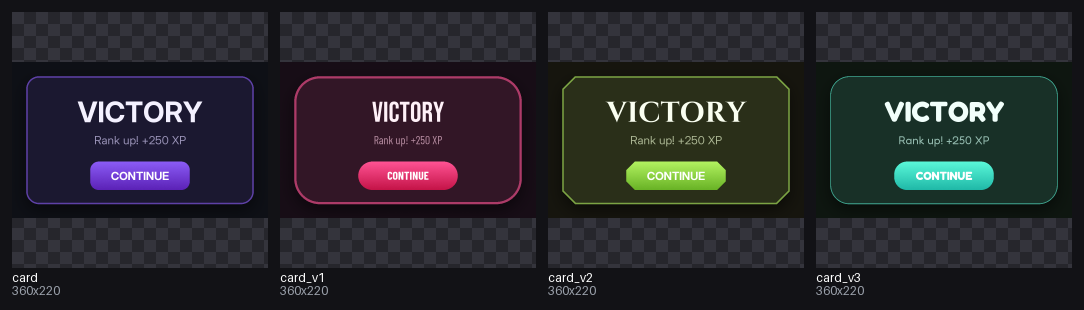 VICTORY
Rank up! +250 XP
CONTINUE
card
360x220
VICTORY
Rank up! +250 XP
CONTINUE
card_v1
360x220
VICTORY
Rank up! +250 XP
CONTINUE
card_v2
360x220
VICTORY
Rank up! +250 XP
CONTINUE
card_v3
360x220